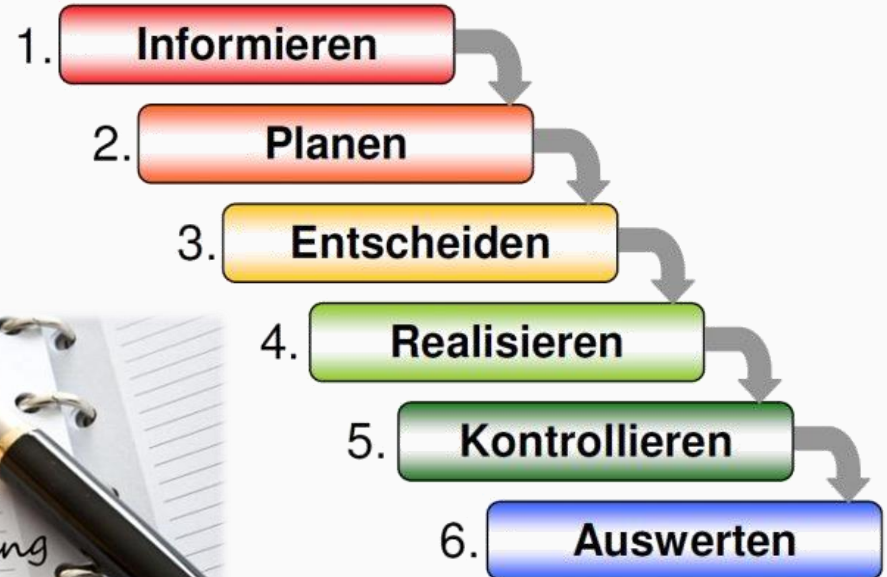 1. Informieren
2. Planen
3. Entscheiden
4. Realisieren
5. Kontrollieren
6. Auswerten